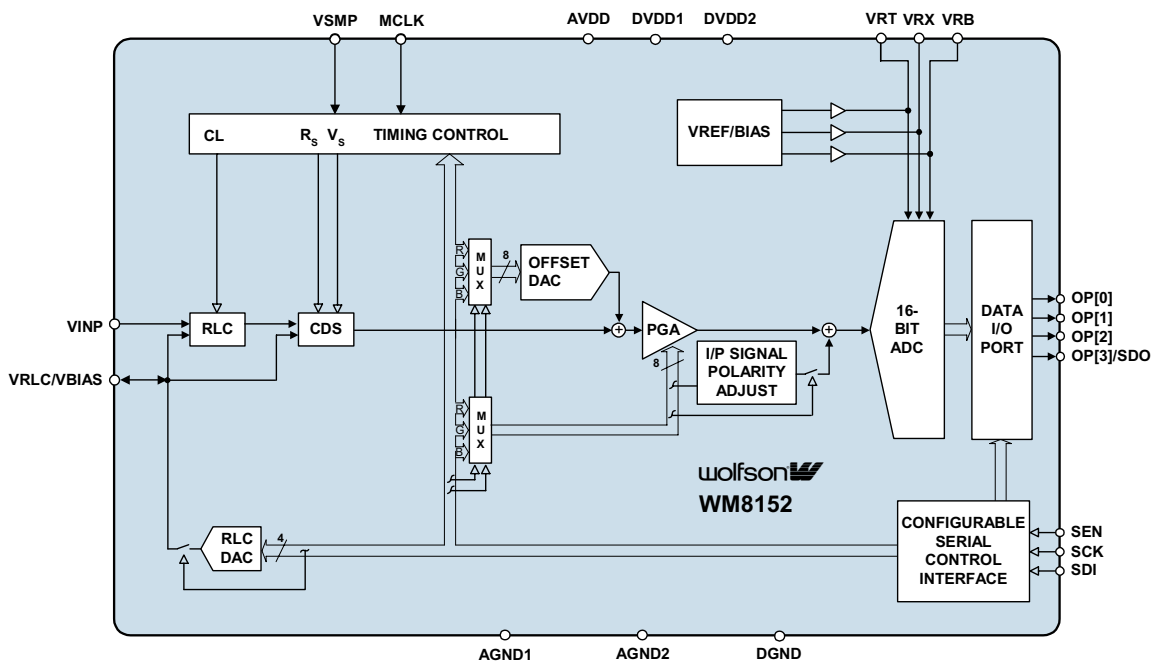 VSMP MCLK AVDD DVDD1 DVDD2 VRT VRX VRB
CL RS VS TIMING CONTROL
VREF/BIAS
R
G
B
MUX
8
OFFSET
DAC
VINP
RLC
CDS
+
PGA
+
16-
BIT
ADC
DATA
I/O
PORT
OP[0]
OP[1]
OP[2]
OP[3]/SDO
VRLC/VBIAS
8
I/P SIGNAL
POLARITY
ADJUST
R
G
B
MUX
wolfson
WM8152
RLC
DAC
4
CONFIGURABLE
SERIAL
CONTROL
INTERFACE
SEN
SCK
SDI
AGND1 AGND2 DGND